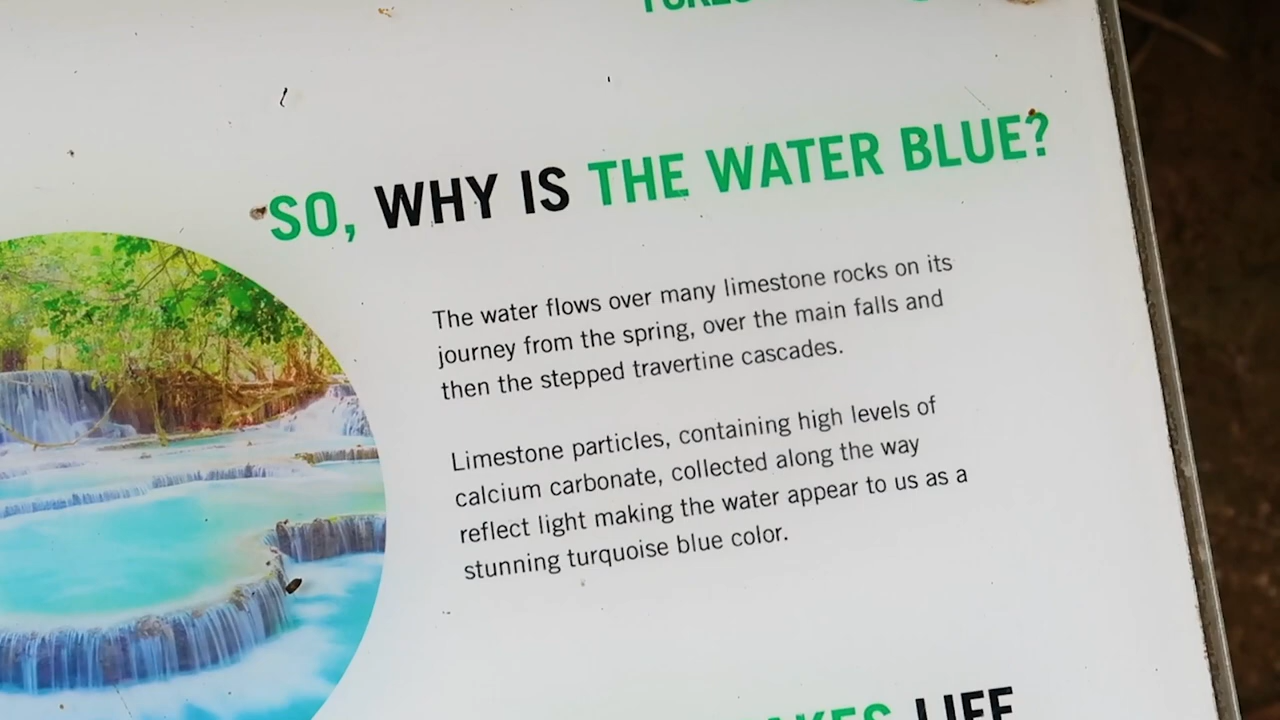 SO, WHY IS THE WATER BLUE?
The water flows over many limestone rocks on its
journey from the spring, over the main falls and
then the stepped travertine cascades.
Limestone particles, containing high levels of
calcium carbonate, collected along the way
reflect light making the water appear to us as a
stunning turquoise blue color.
LIFE